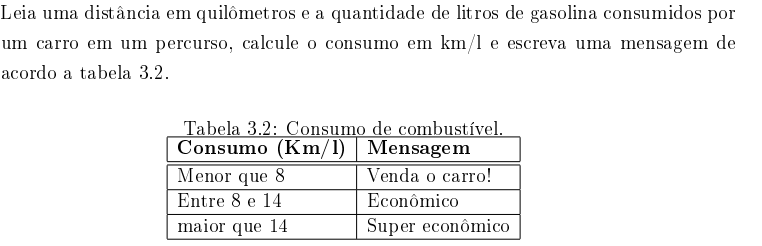 Leia uma distância em quilômetros e a quantidade de litros de gasolina consumidos por
um carro em um percurso, calcule o consumo em km/l e escreva uma mensagem de
acordo a tabela 3.2.
Tabela 3.2: Consumo de combustível.
Consumo (Km/l) Mensagem
Menor que 8 Venda o carro!
Entre 8 e 14 Econômico
maior que 14 Super econômico